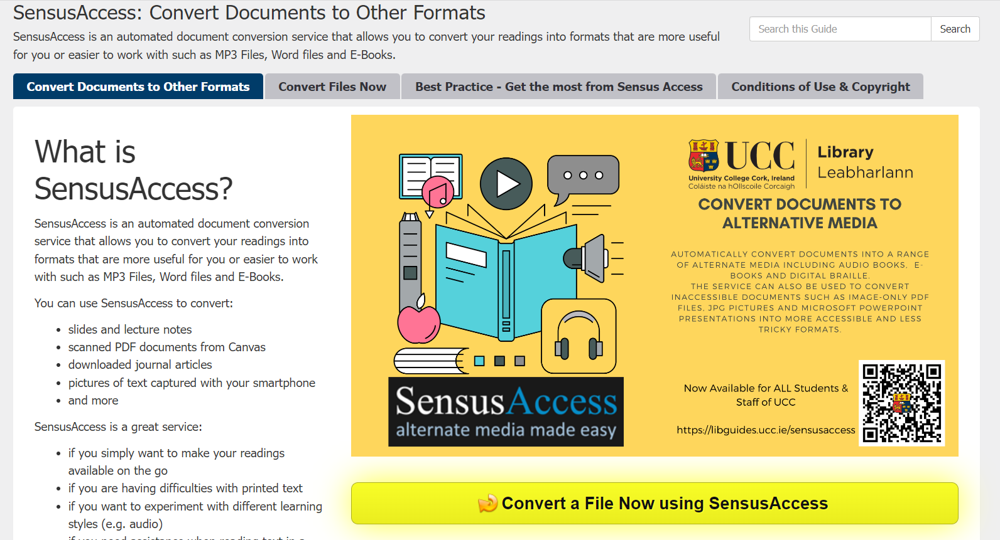 SensusAccess: Convert Documents to Other Formats
SensusAccess is an automated document conversion service that allows you to convert your readings into formats that are more useful
for you or easier to work with such as MP3 Files, Word files and E-Books.
Search this Guide
Search
Convert Documents to Other Formats
Convert Files Now
Best Practice - Get the most from Sensus Access
Conditions of Use & Copyright
What is
SensusAccess?
SensusAccess is an automated document conversion
service that allows you to convert your readings into
formats that are more useful for you or easier to work
with such as MP3 Files, Word files and E-Books.
You can use SensusAccess to convert:
• slides and lecture notes
• scanned PDF documents from Canvas
• downloaded journal articles
• pictures of text captured with your smartphone
• and more
SensusAccess is a great service:
• if you simply want to make your readings
available on the go
• if you are having difficulties with printed text
• if you want to experiment with different learning
styles (e.g. audio)
• if you need assistance when reading text in a
UCC
University College Cork, Ireland
Coláiste na hOllscoile Corcaigh
Library
Leabharlann
CONVERT DOCUMENTS TO
ALTERNATIVE MEDIA
AUTOMATICALLY CONVERT DOCUMENTS INTO A RANGE
OF ALTERNATE MEDIA INCLUDING AUDIO BOOKS, E-
BOOKS AND DIGITAL BRAILLE.
THE SERVICE CAN ALSO BE USED TO CONVERT
INACCESSIBLE DOCUMENTS SUCH AS IMAGE-ONLY PDF
FILES, JPG PICTURES AND MICROSOFT POWERPOINT
PRESENTATIONS INTO MORE ACCESSIBLE AND LESS
TRICKY FORMATS.
SensusAccess
alternate media made easy
Now Available for ALL Students &
Staff of UCC
https://libguides.ucc.ie/sensusaccess
Convert a File Now using SensusAccess